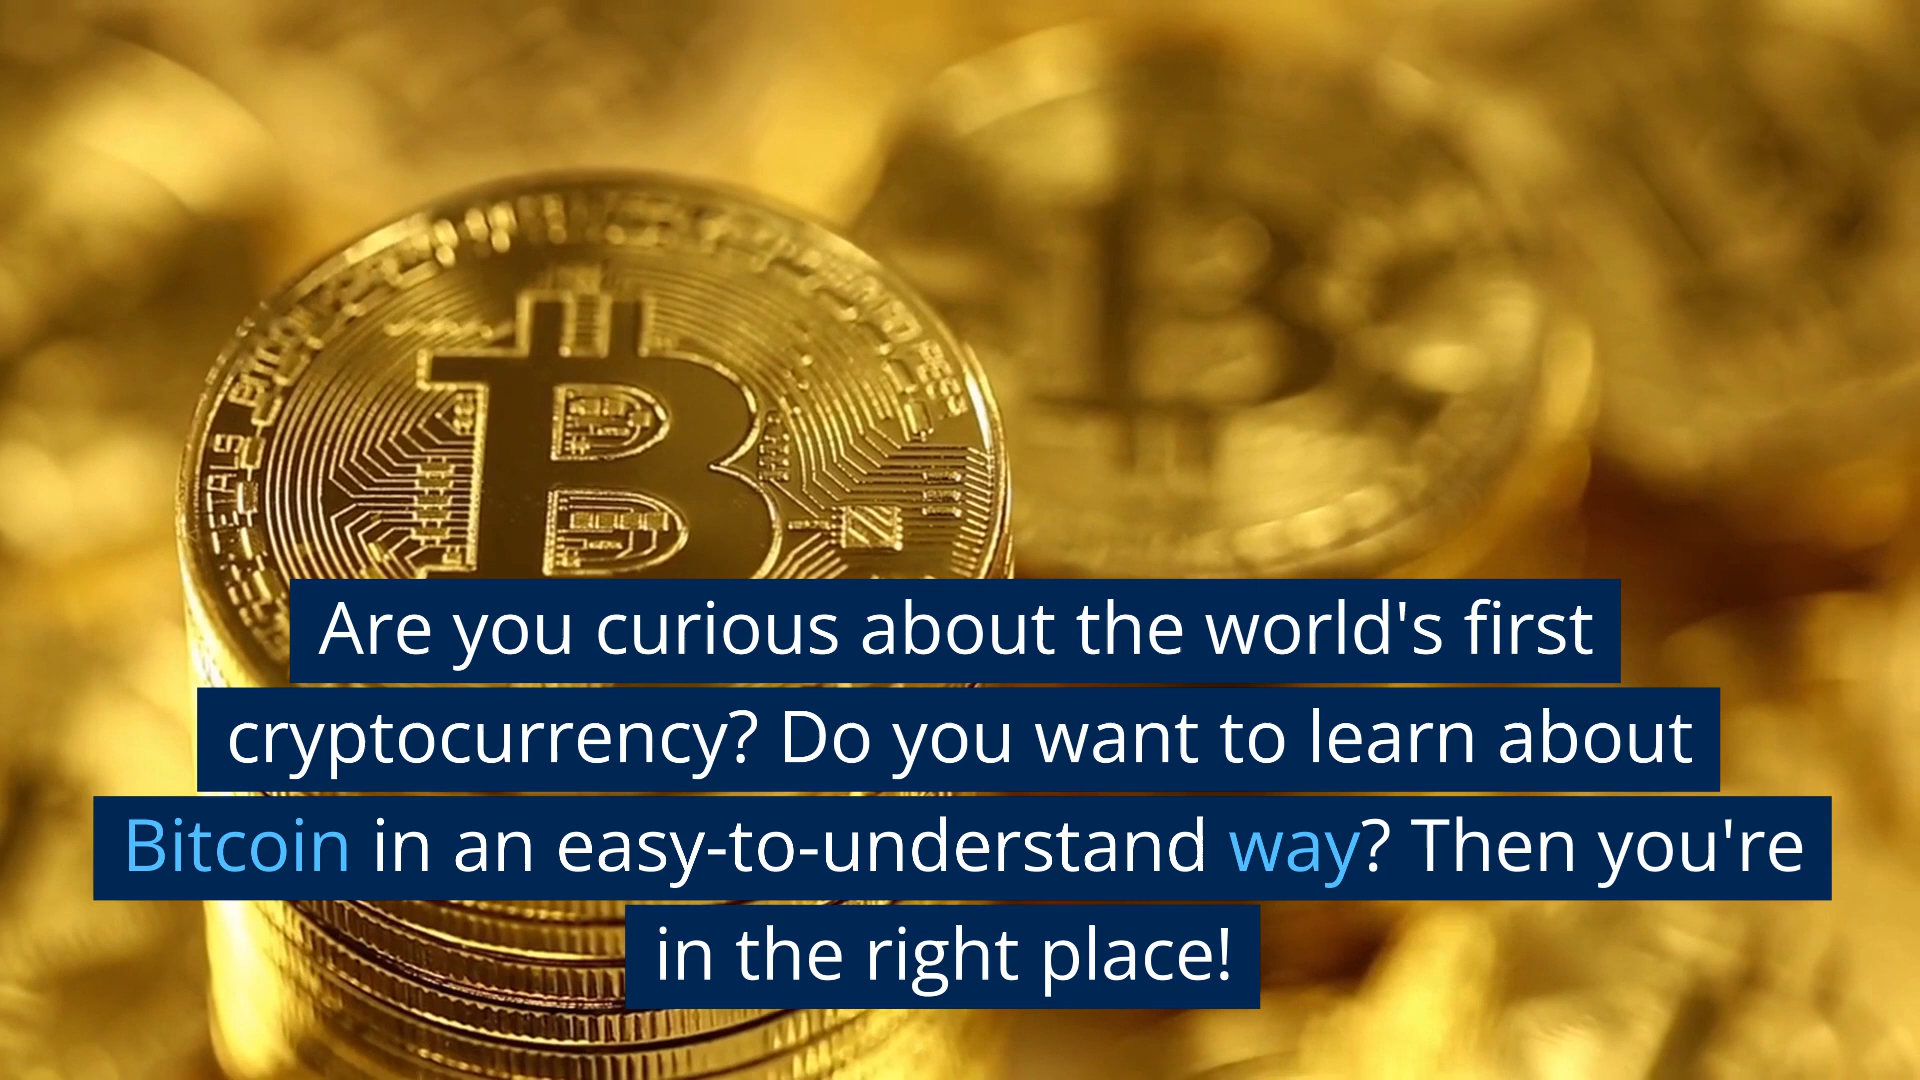 Are you curious about the world's first
cryptocurrency? Do you want to learn about
Bitcoin in an easy-to-understand way? Then you're
in the right place!